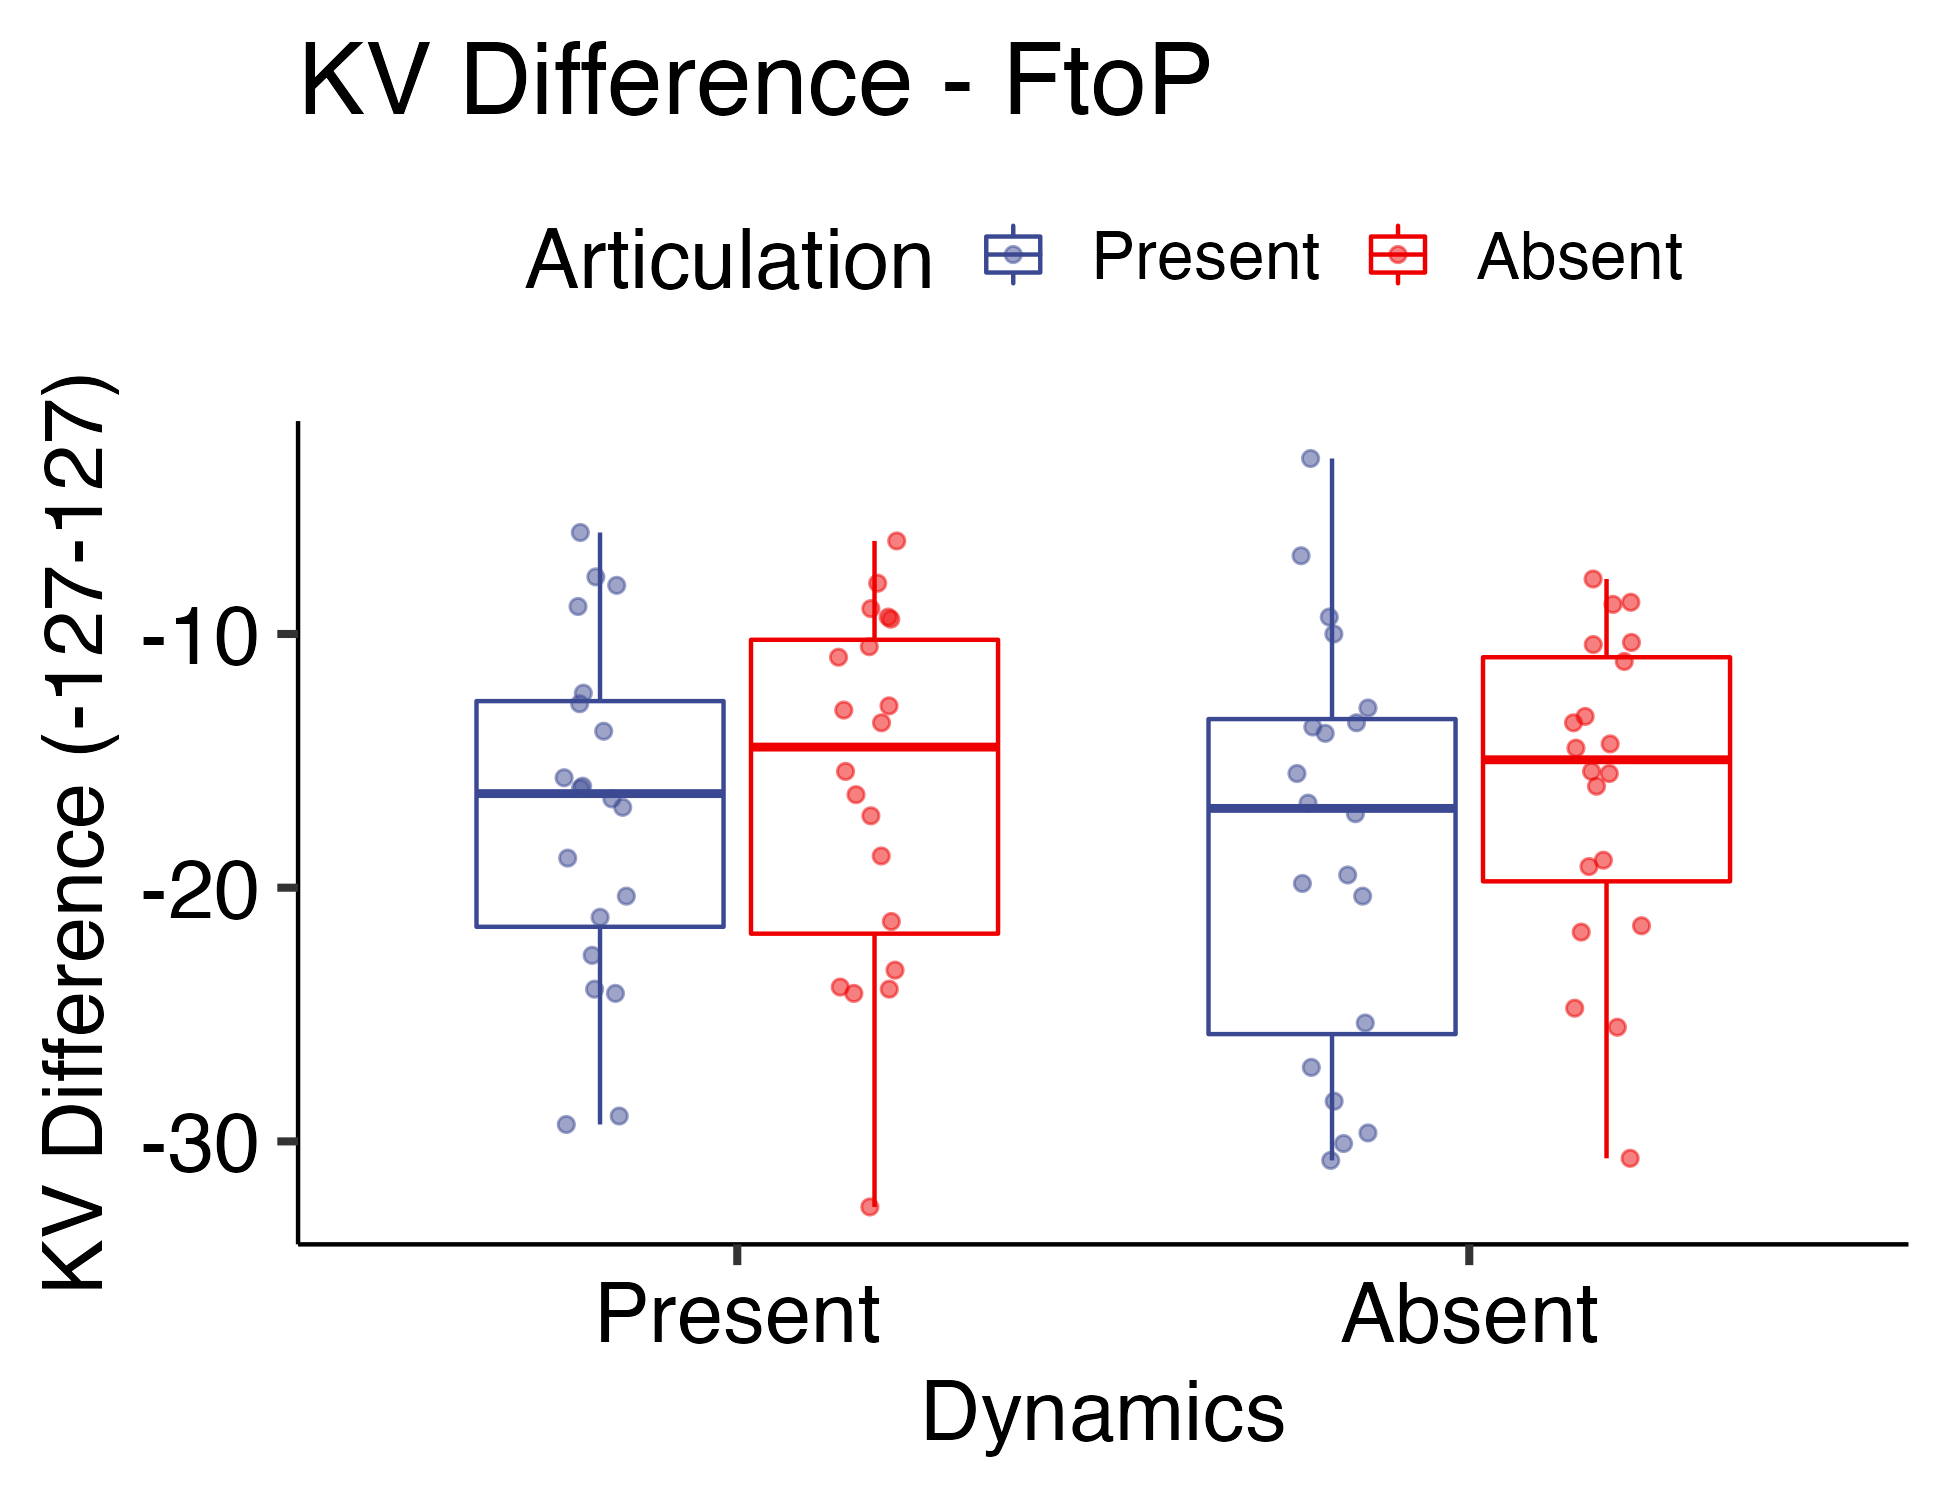 KV Difference - FtoP
Articulation Present Absent
KV Difference (-127-127)
-10
-20
-30
Present Absent
Dynamics